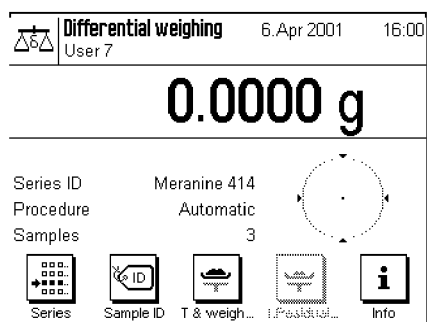 Differential weighing 6.Apr 2001 16:00
User 7
0.0000 g
Series ID Meranine 414
Procedure Automatic
Samples 3
ID
Series Sample ID T & weigh... Info